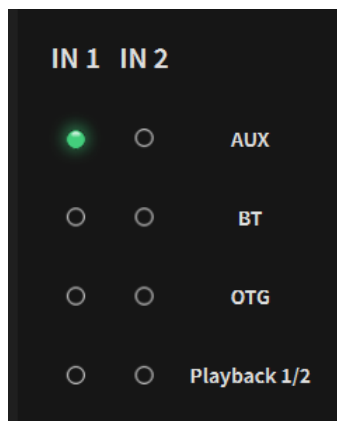 IN 1 IN 2
AUX
BT
OTG
Playback 1/2